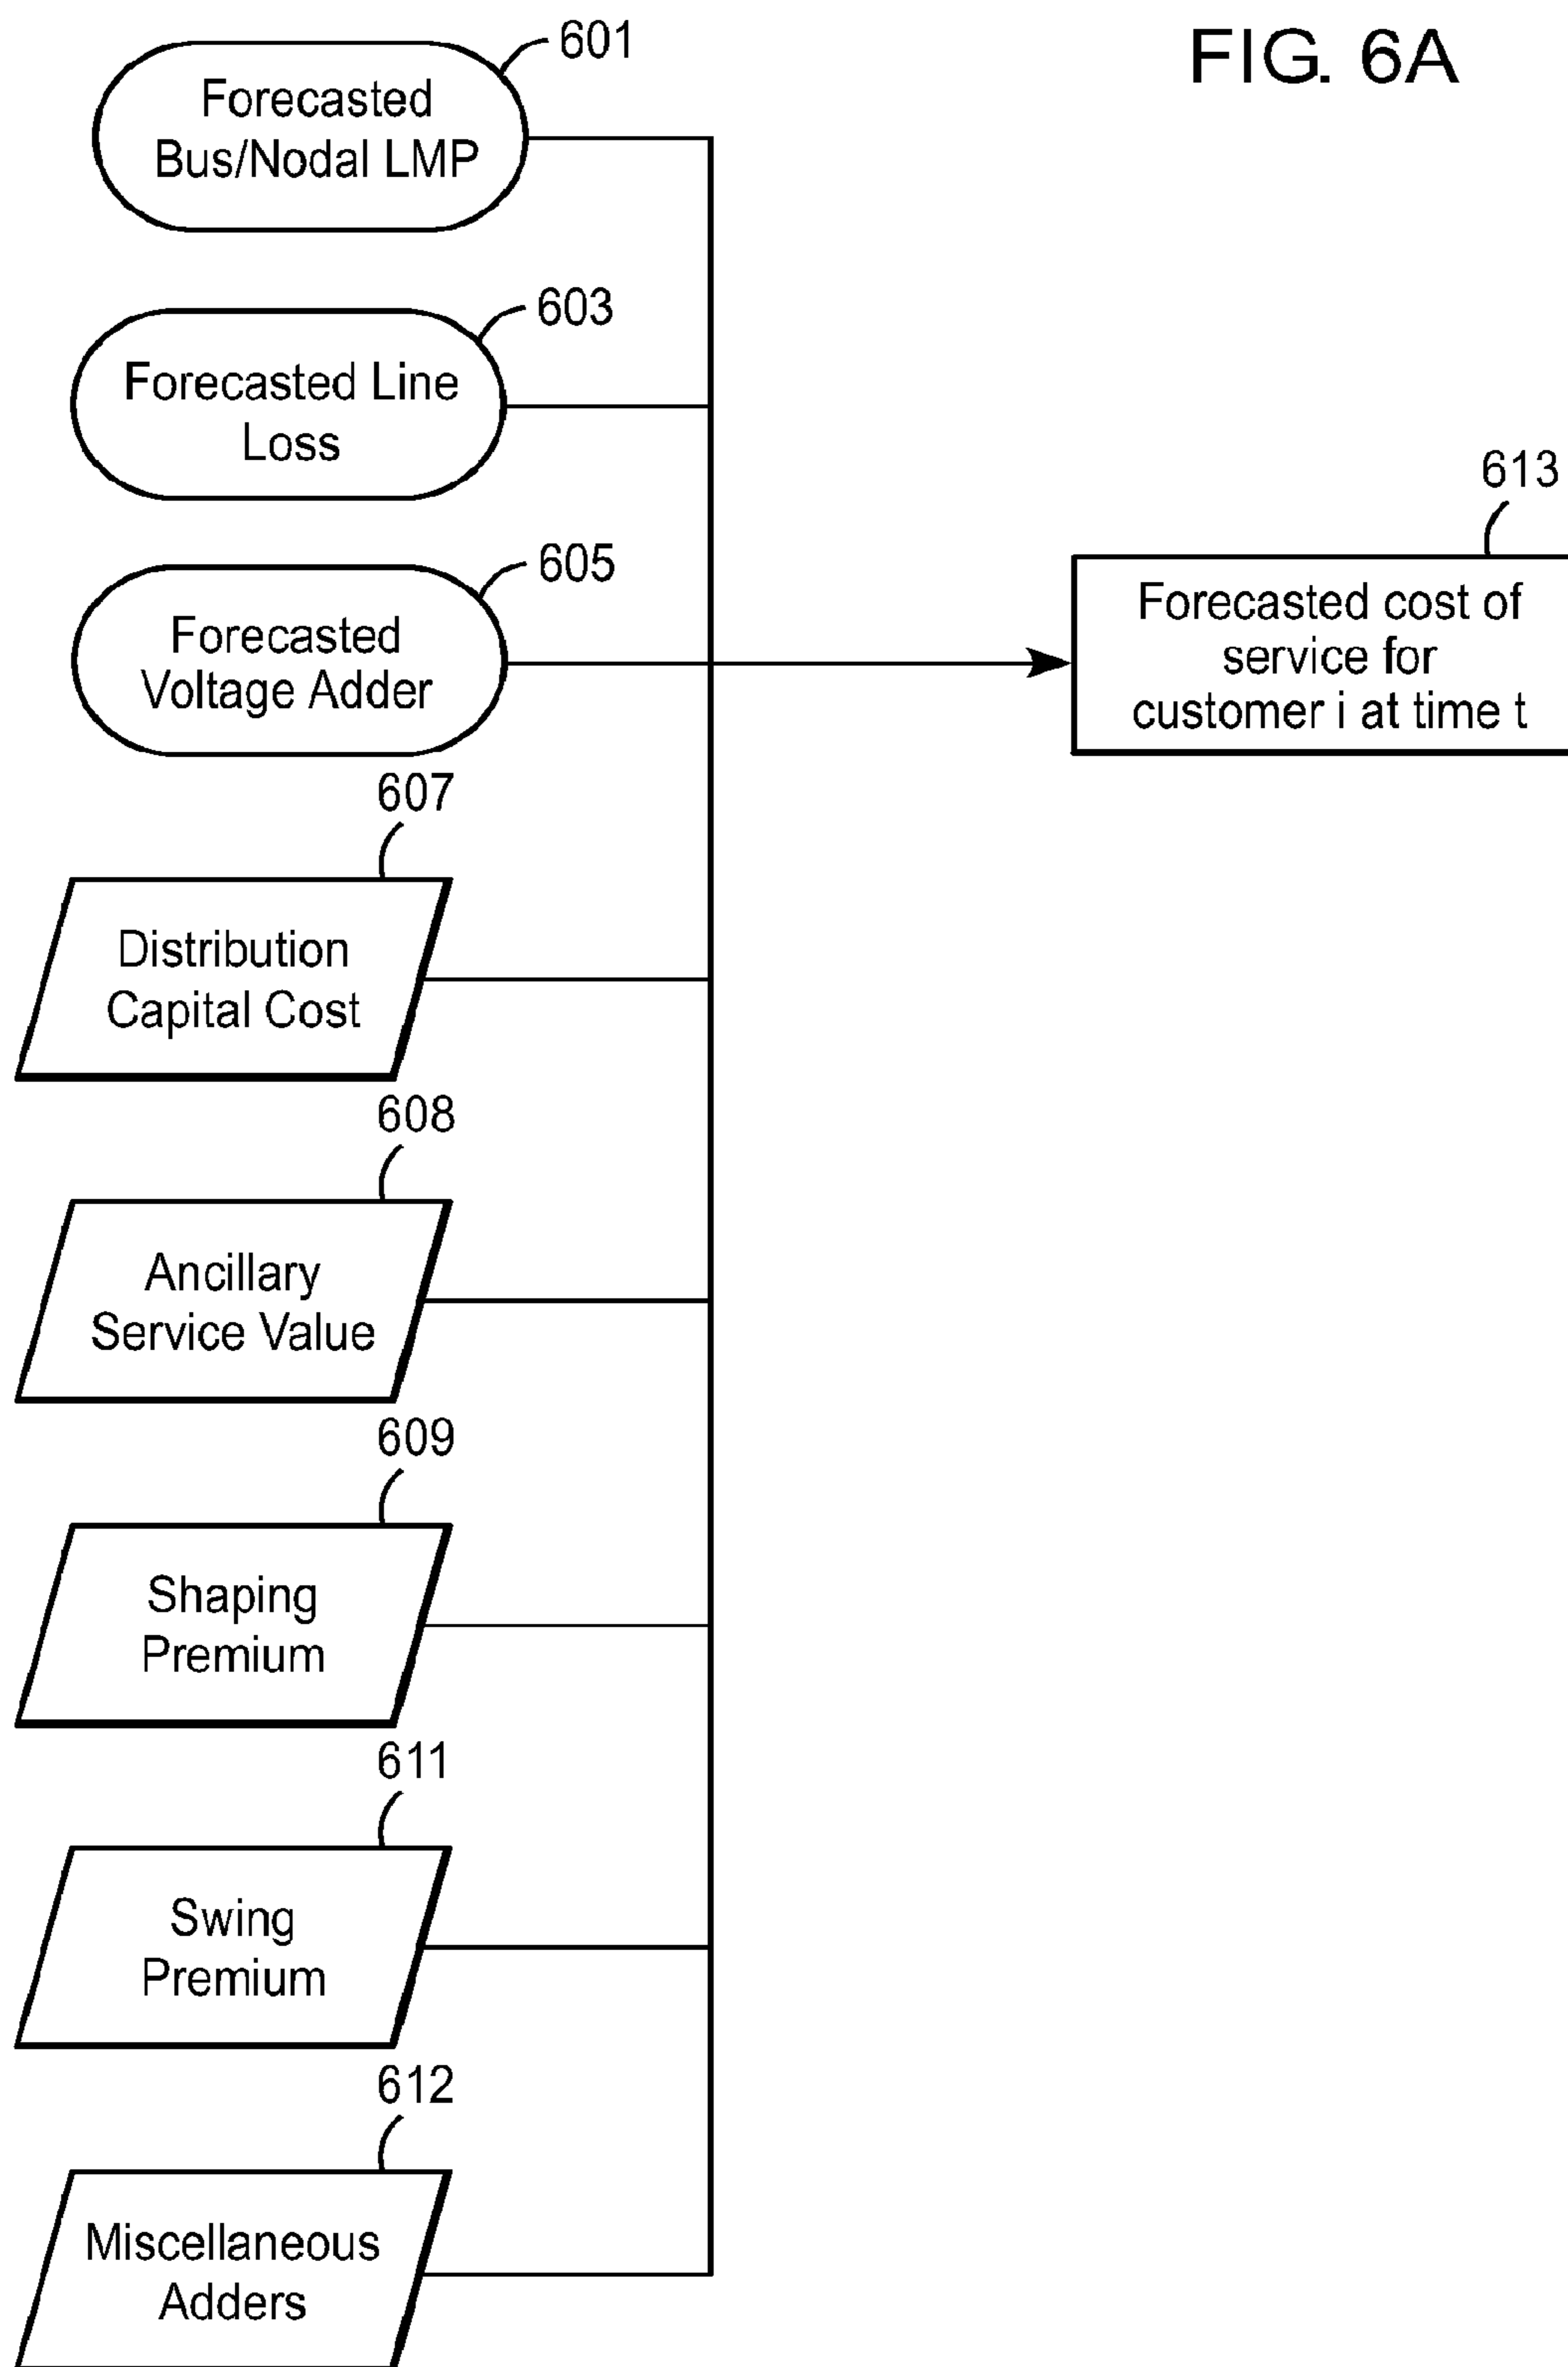 FIG. 6A
601
Forecasted
Bus/Nodal LMP
603
Forecasted Line
Loss
605
Forecasted
Voltage Adder
613
Forecasted cost of
service for
customer i at time t
607
Distribution
Capital Cost
608
Ancillary
Service Value
609
Shaping
Premium
611
Swing
Premium
612
Miscellaneous
Adders